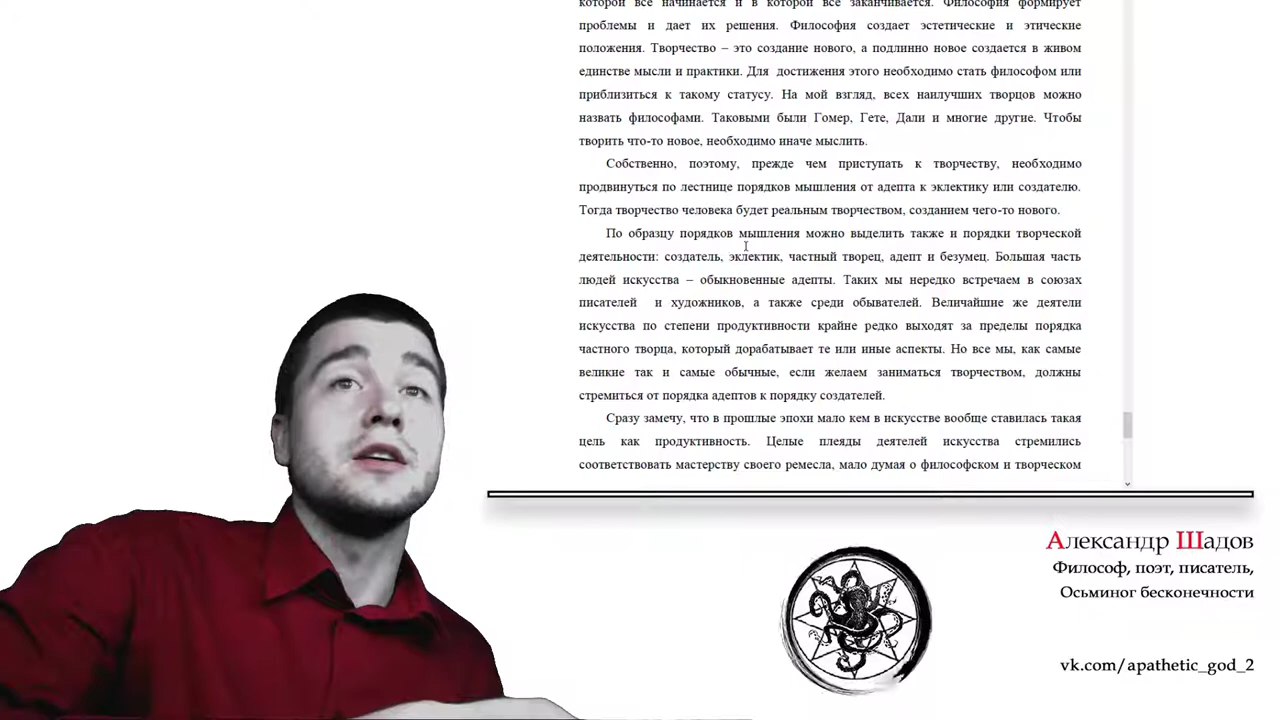 которой все начинается и в которой все заканчивается. Философия формирует
проблемы и дает их решения. Философия создает эстетические и этические
положения. Творчество – это создание нового, а подлинно новое создается в живом
единстве мысли и практики. Для достижения этого необходимо стать философом или
приблизиться к такому статусу. На мой взгляд, всех наилучших творцов можно
назвать философами. Таковыми были Гомер, Гете, Дали и многие другие. Чтобы
творить что-то новое, необходимо иначе мыслить.
Собственно, поэтому, прежде чем приступать к творчеству, необходимо
продвинуться по лестнице порядков мышления от адепта к эклектику или создателю.
Тогда творчество человека будет реальным творчеством, созданием чего-то нового.
По образцу порядков мышления можно выделить также и порядки творческой
деятельности: создатель, эклектик, частный творец, адепт и безумец. Большая часть
людей искусства – обыкновенные адепты. Таких мы нередко встречаем в союзах
писателей и художников, а также среди обывателей. Величайшие же деятели
искусства по степени продуктивности крайне редко выходят за пределы порядка
частного творца, который дорабатывает те или иные аспекты. Но все мы, как самые
великие так и самые обычные, если желаем заниматься творчеством, должны
стремиться от порядка адептов к порядку создателей.
Сразу замечу, что в прошлые эпохи мало кем в искусстве вообще ставилась такая
цель как продуктивность. Целые плеяды деятелей искусства стремились
соответствовать мастерству своего ремесла, мало думая о философском и творческом
Александр Шадов
Философ, поэт, писатель,
Осьминог бесконечности
vk.com/apathetic_god_2